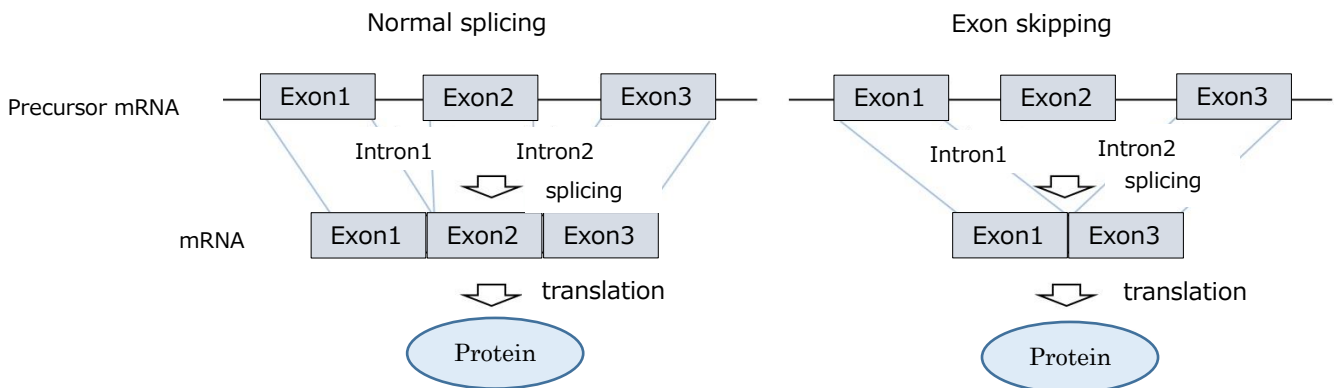 Normal splicing
Exon skipping
Precursor mRNA
Exon1 Exon2 Exon3
Exon1 Exon2 Exon3
Intron1 Intron2
Intron1 Intron2
splicing
splicing
mRNA
Exon1 Exon2 Exon3
Exon1 Exon3
translation
translation
Protein
Protein